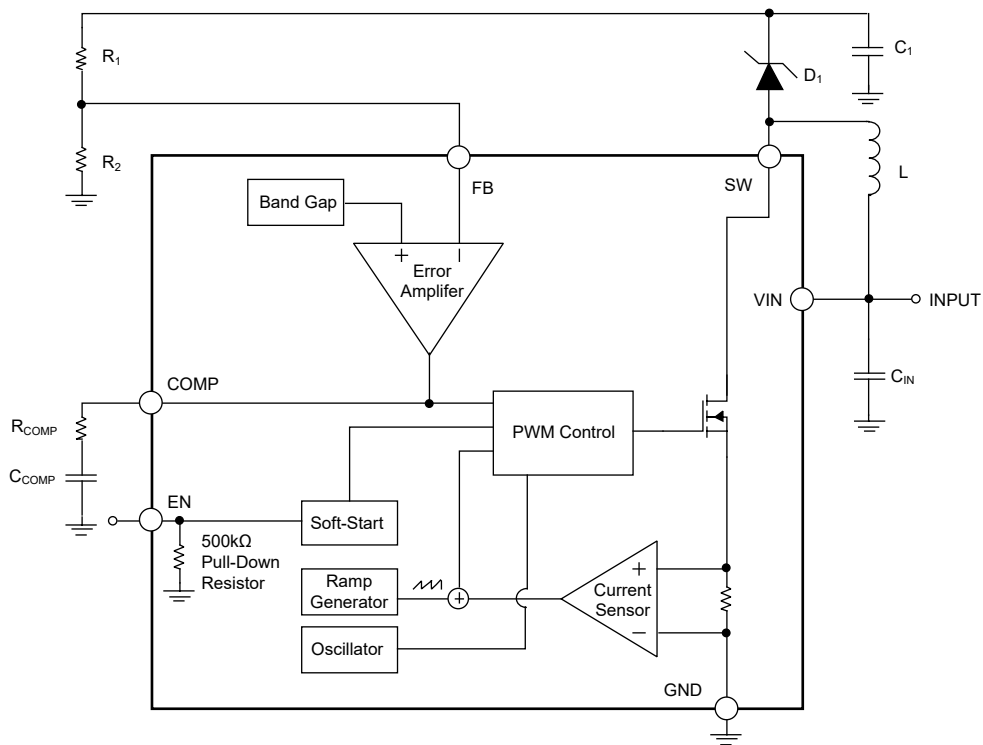 R1
C1
D1
R2
FB
SW
L
Band Gap
+
−
Error
Amplifer
VIN
INPUT
COMP
CIN
RCOMP
PWM Control
CCOMP
EN
Soft-Start
500kΩ
Pull-Down
Resistor
Ramp
Generator
+
+
Current
Sensor
−
Oscillator
GND